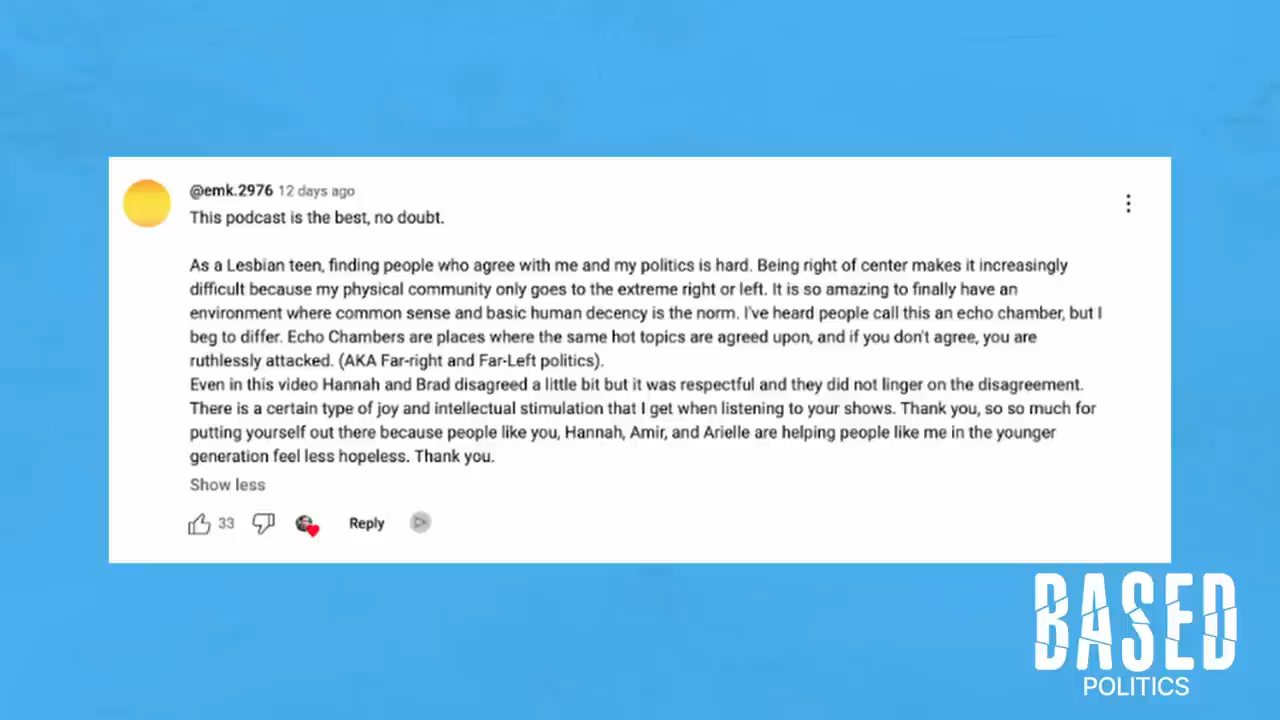 @emk.2976 12 days ago
This podcast is the best, no doubt.
As a Lesbian teen, finding people who agree with me and my politics is hard. Being right of center makes it increasingly
difficult because my physical community only goes to the extreme right or left. It is so amazing to finally have an
environment where common sense and basic human decency is the norm. I've heard people call this an echo chamber, but I
beg to differ. Echo Chambers are places where the same hot topics are agreed upon, and if you don't agree, you are
ruthlessly attacked. (AKA Far-right and Far-Left politics).
Even in this video Hannah and Brad disagreed a little bit but it was respectful and they did not linger on the disagreement.
There is a certain type of joy and intellectual stimulation that I get when listening to your shows. Thank you, so so much for
putting yourself out there because people like you, Hannah, Amir, and Arielle are helping people like me in the younger
generation feel less hopeless. Thank you.
Show less
33 Reply
BASED
POLITICS